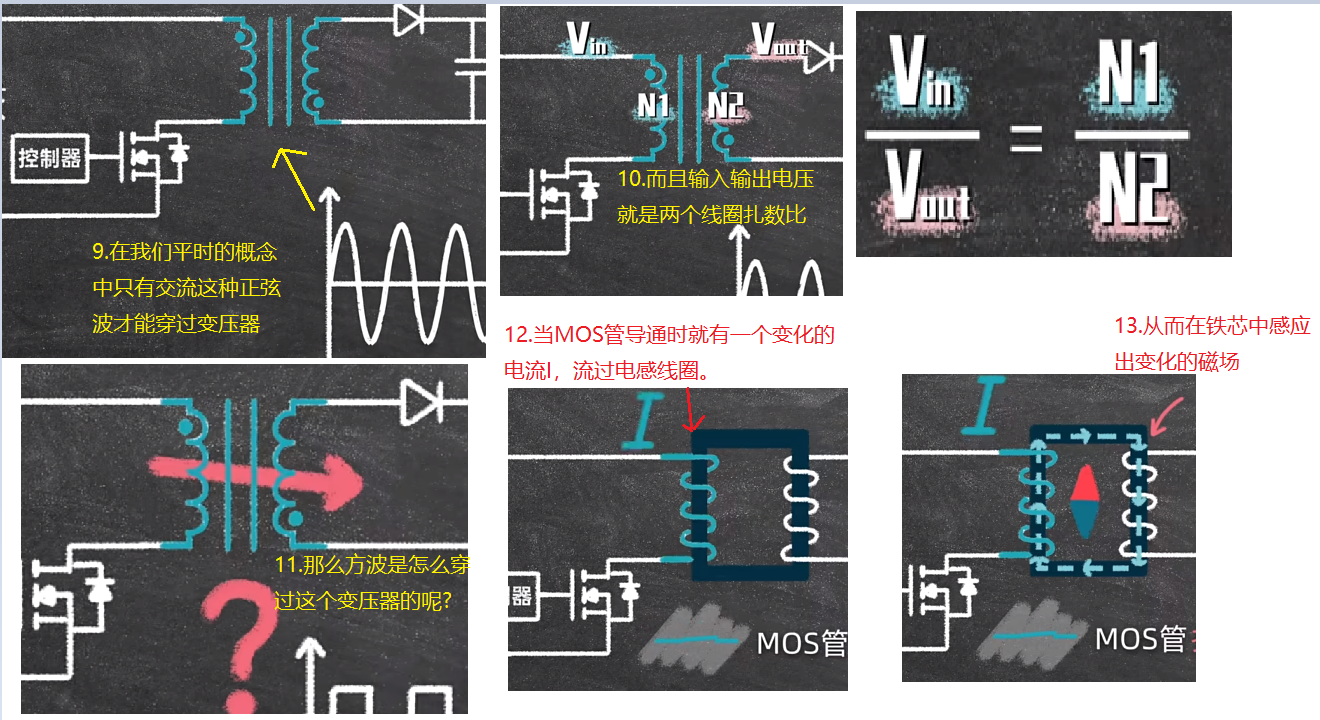 控制器
9.在我们平时的概念
中只有交流这种正弦
波才能穿过变压器
Vin
Vout
N1
N2
10.而且输入输出电压
就是两个线圈扎数比
Vin
Vout
=
N1
N2
11.那么方波是怎么穿
过这个变压器的呢?
?
12.当MOS管导通时就有一个变化的
电流I，流过电感线圈。
I
器
MOS管
13.从而在铁芯中感应
出变化的磁场
I
MOS管